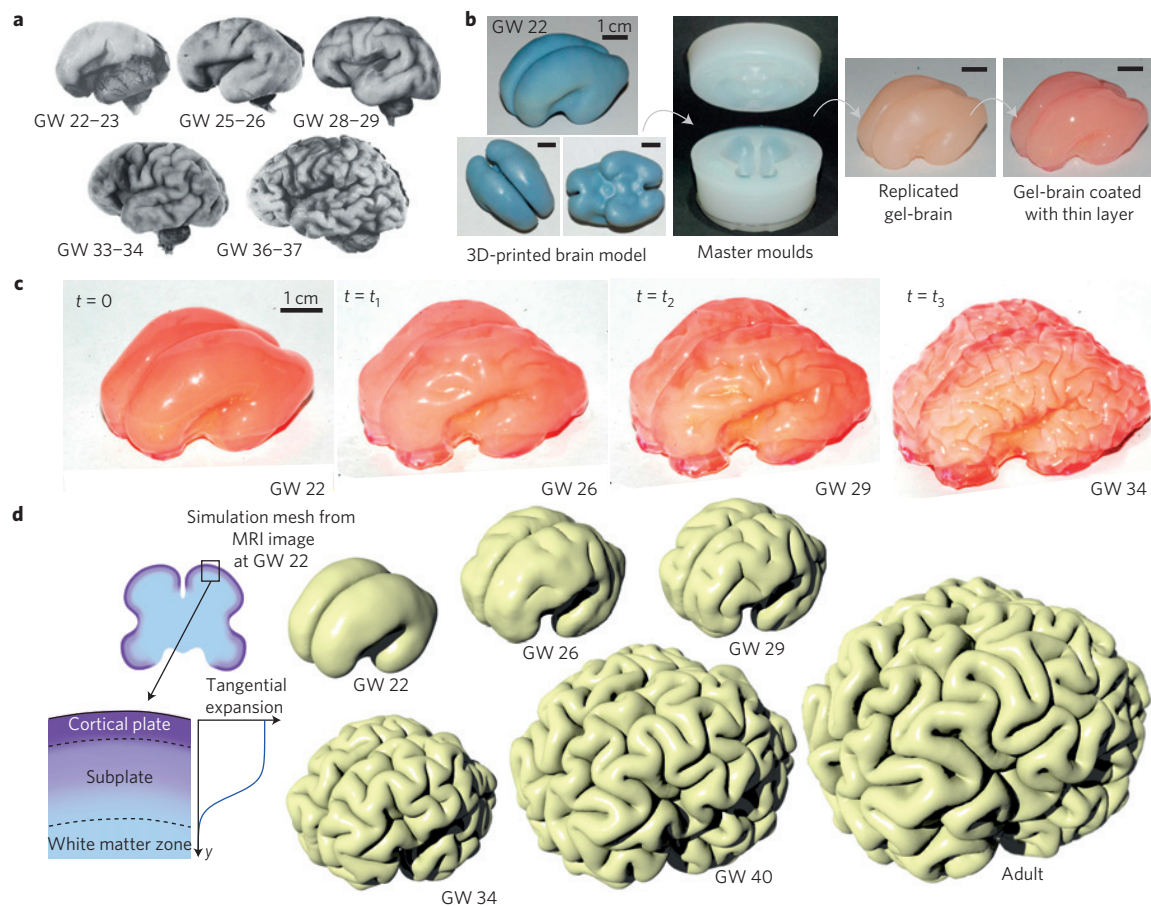 a
GW 22–23
GW 25–26
GW 28–29
GW 33–34
GW 36–37
b
GW 22
1 cm
3D-printed brain model
Master moulds
Replicated
gel-brain
Gel-brain coated
with thin layer
c
t = 0
1 cm
GW 22
t = t1
GW 26
t = t2
GW 29
t = t3
GW 34
d
Simulation mesh from
MRI image
at GW 22
Tangential
expansion
Cortical plate
Subplate
White matter zone
y
GW 22
GW 26
GW 29
GW 34
GW 40
Adult